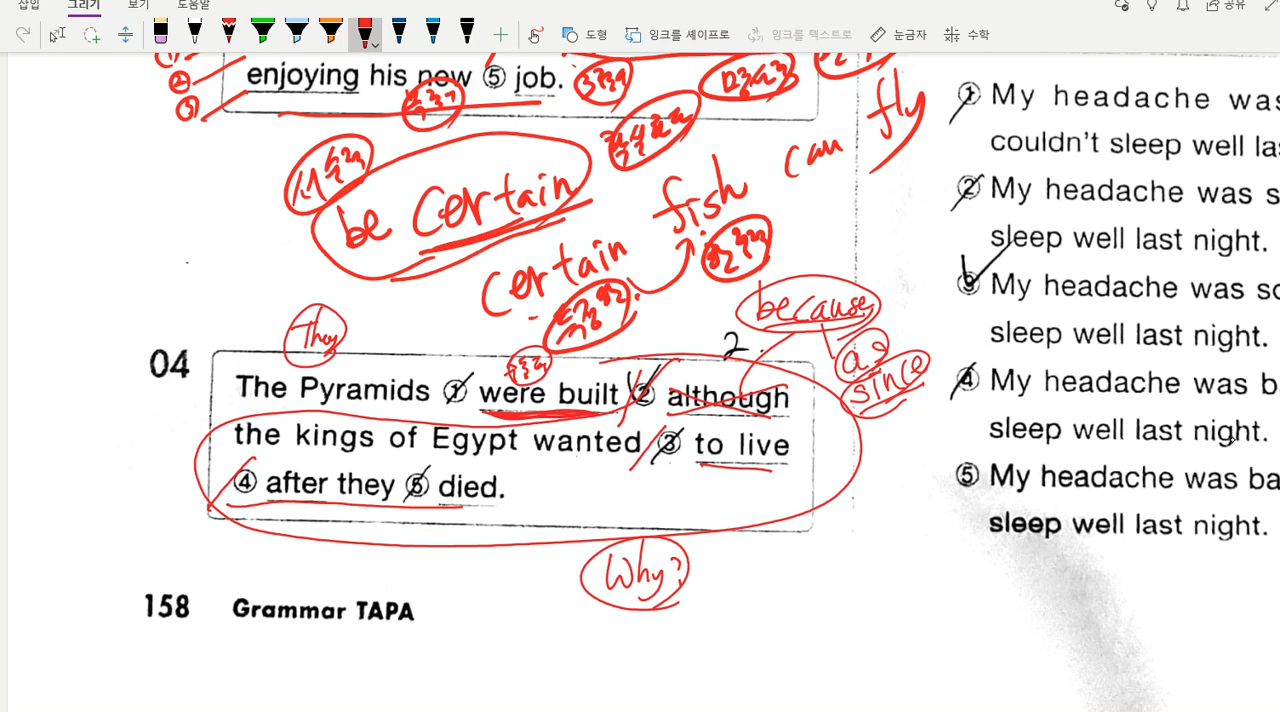 삽입 그리기 보기 도움말
공유
도형 잉크를 셰이프로 잉크를 텍스트로 눈금자 수학
enjoying his new ⑤ job.
be certain
certain fish can fly
They
because
as
since
2
04
The Pyramids ① were built ② although
the kings of Egypt wanted ③ to live
④ after they ⑤ died.
Why?
158 Grammar TAPA
① My headache was
couldn't sleep well las
② My headache was s
sleep well last night.
③ My headache was so
sleep well last night.
④ My headache was b
sleep well last night.
⑤ My headache was ba
sleep well last night.